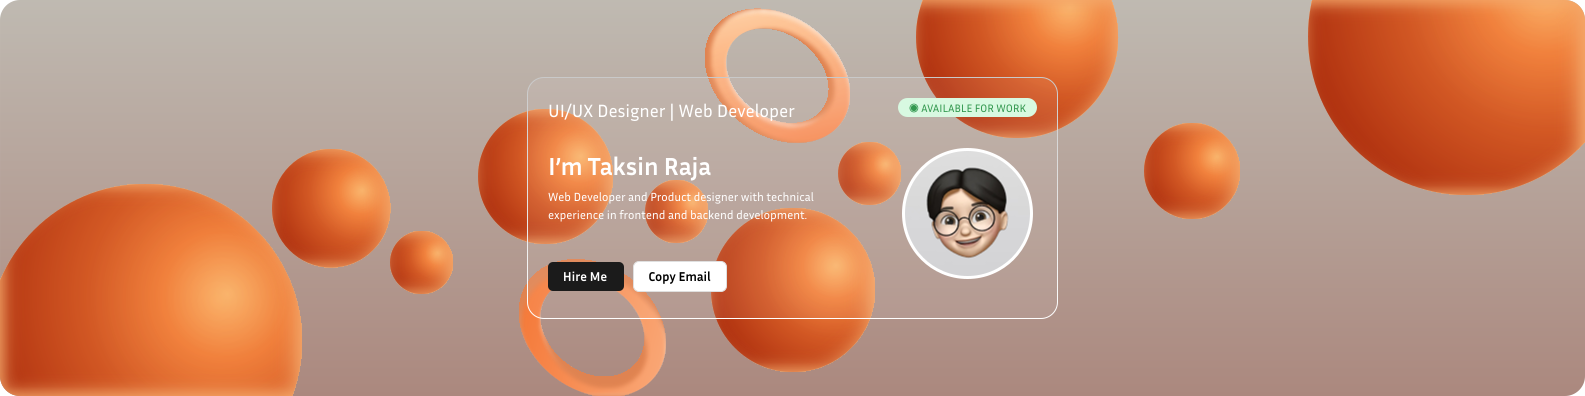 UI/UX Designer | Web Developer
AVAILABLE FOR WORK
I’m Taksin Raja
Web Developer and Product designer with technical
experience in frontend and backend development.
Hire Me
Copy Email